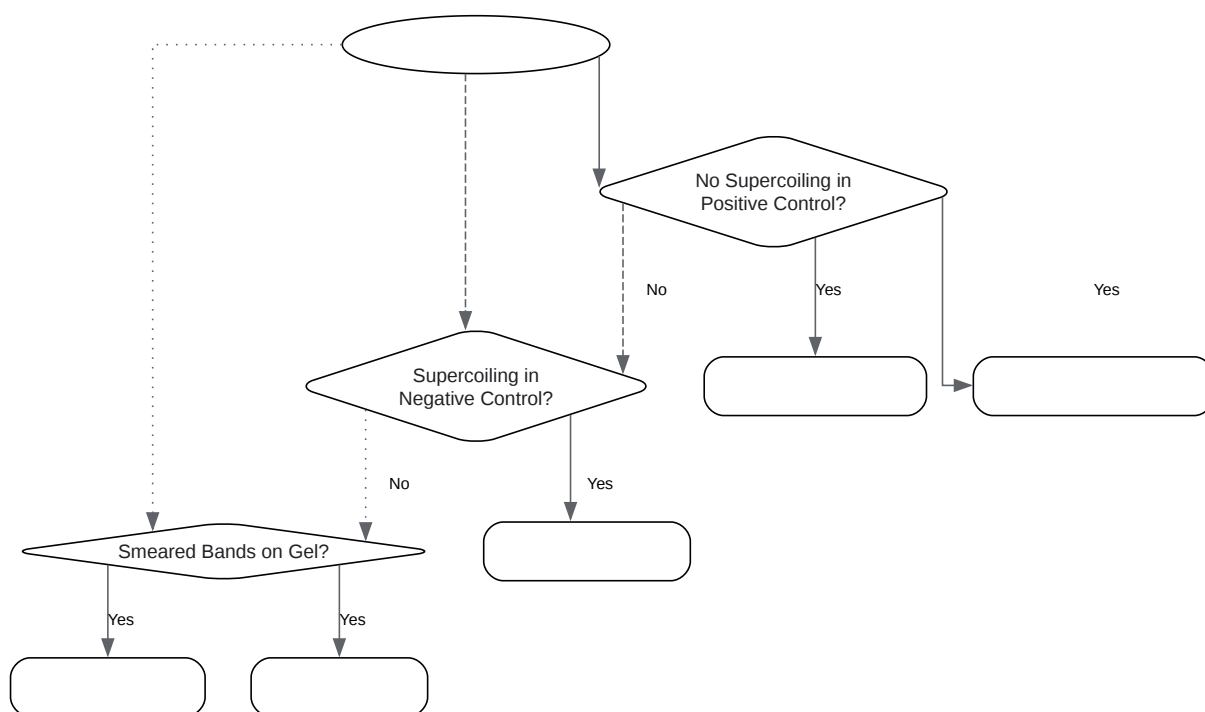 No Supercoiling in
Positive Control?
No
Yes
Yes
Supercoiling in
Negative Control?
No
Yes
Smeared Bands on Gel?
Yes
Yes